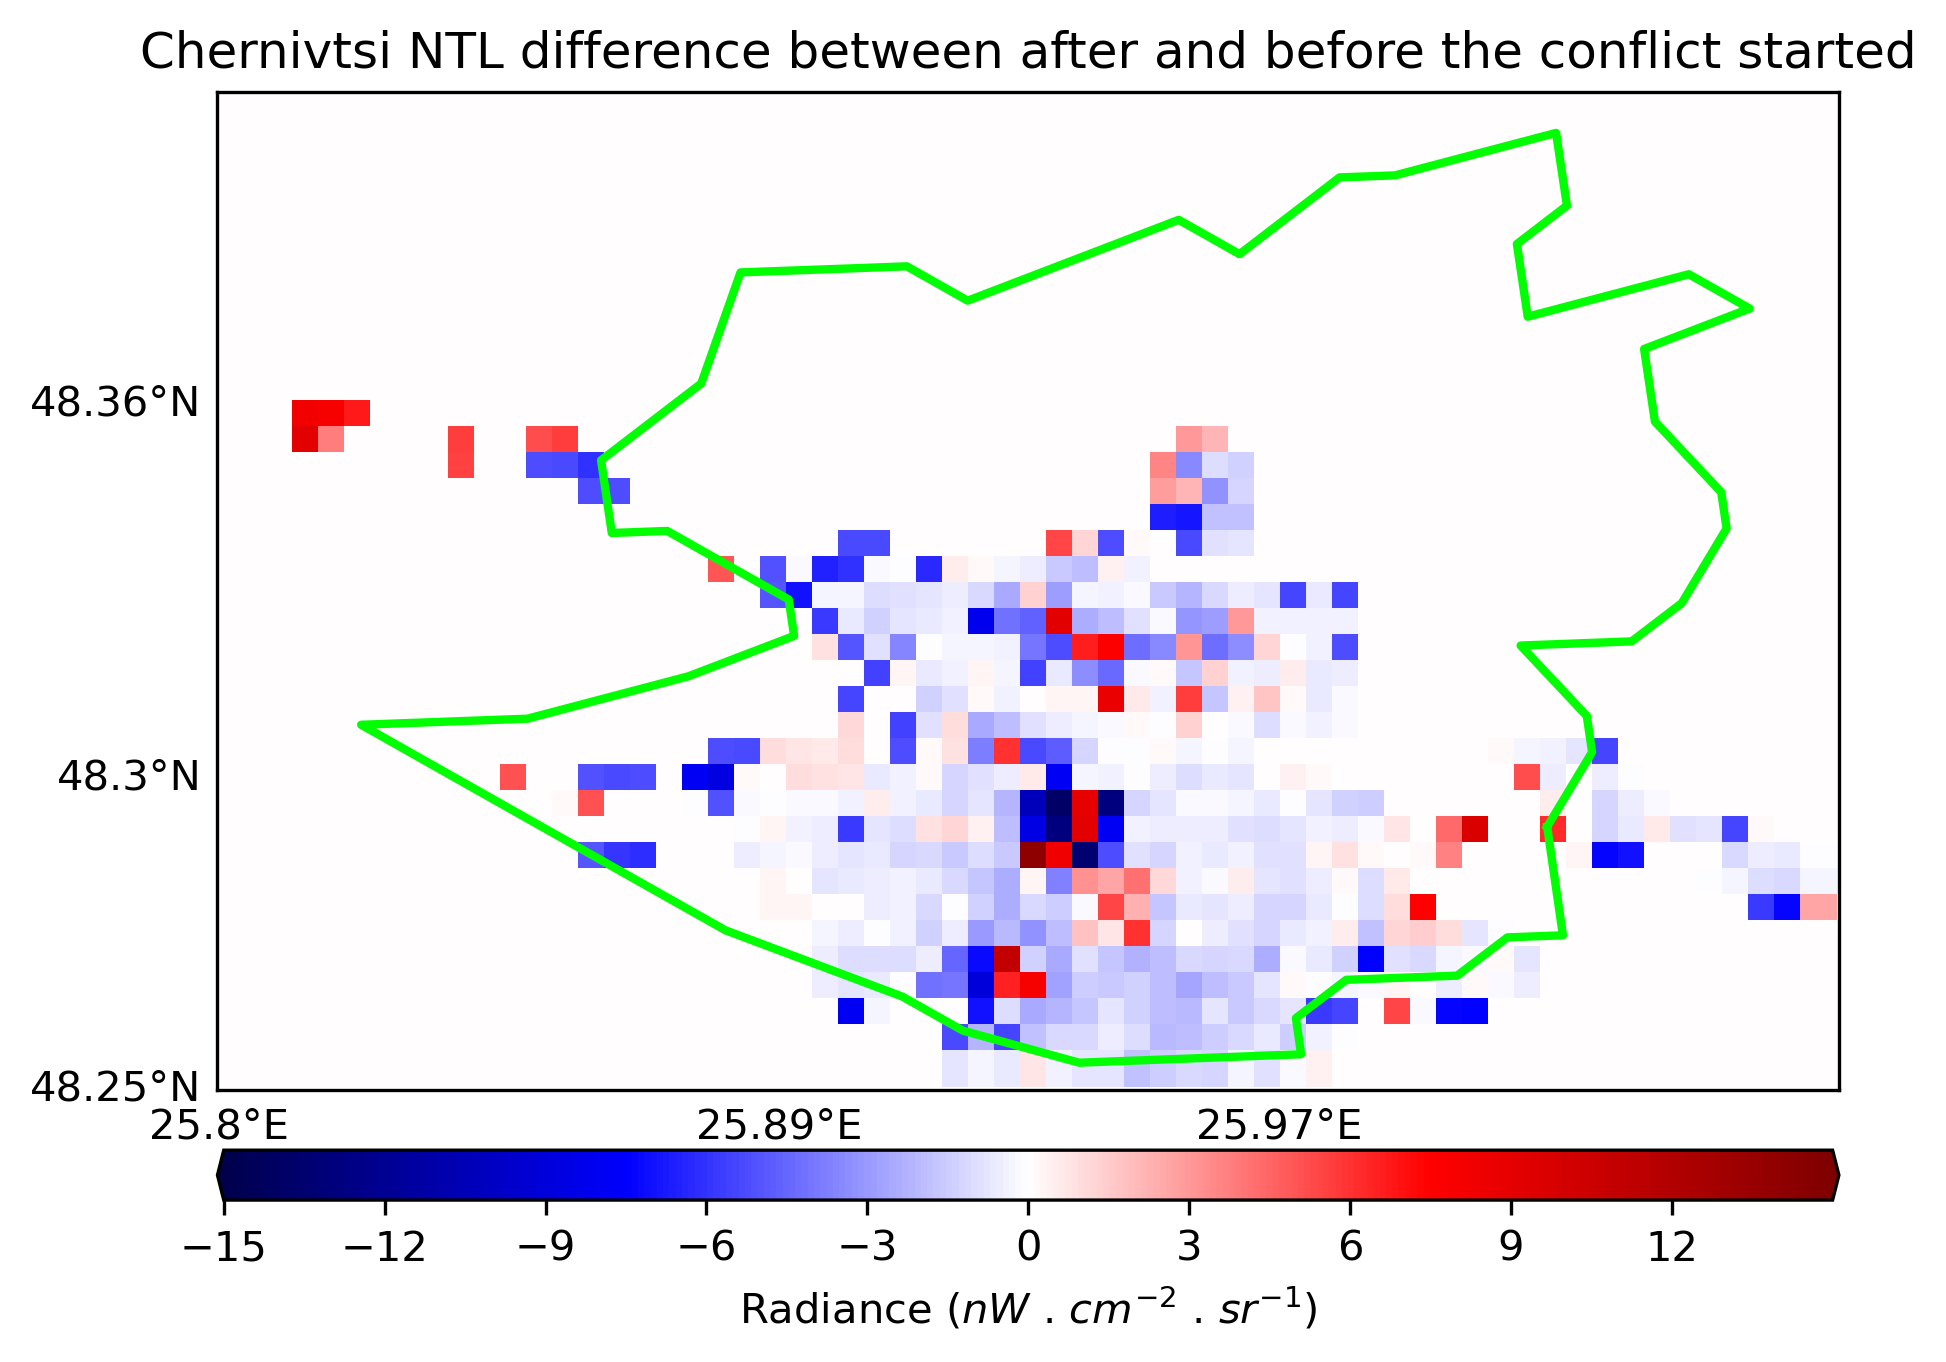 Chernivtsi NTL difference between after and before the conflict started
48.36°N
48.3°N
48.25°N
25.8°E 25.89°E 25.97°E
−15 −12 −9 −6 −3 0 3 6 9 12
Radiance (nW . cm⁻² . sr⁻¹)